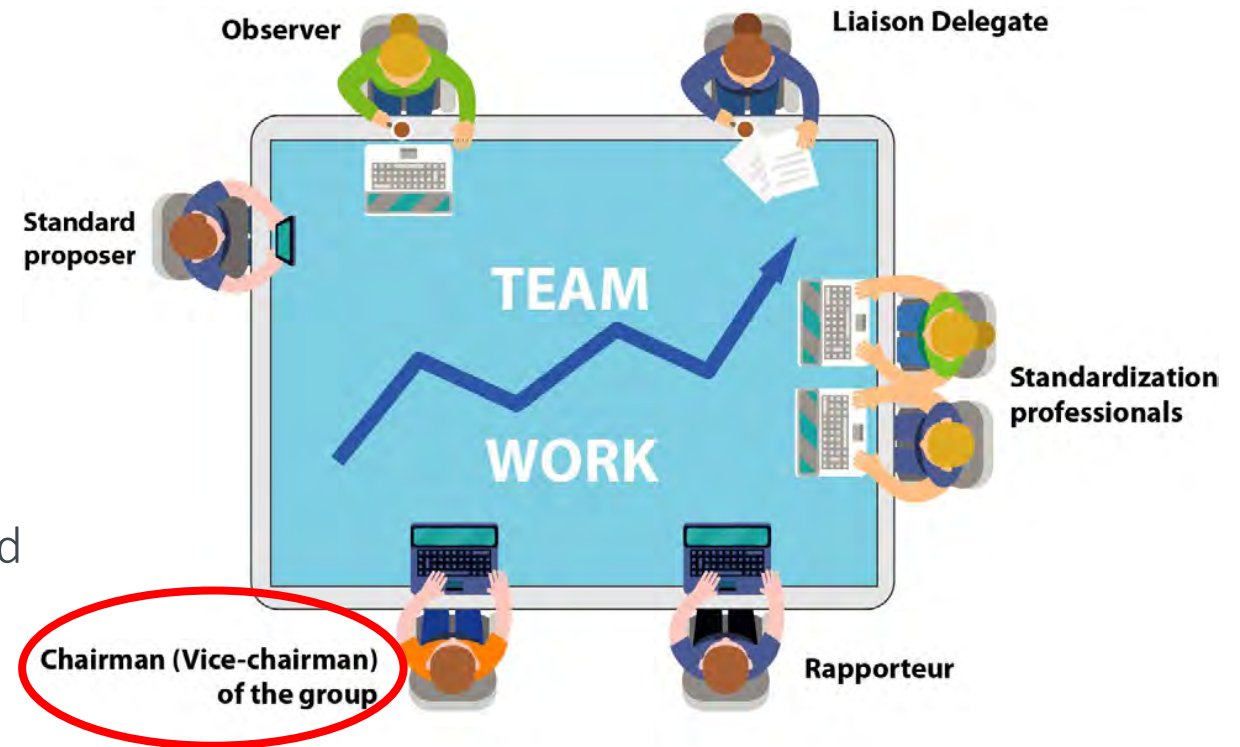 Observer
Liaison Delegate
Standard
proposer
TEAM
WORK
Standardization
professionals
d
Chairman (Vice-chairman)
of the group
Rapporteur